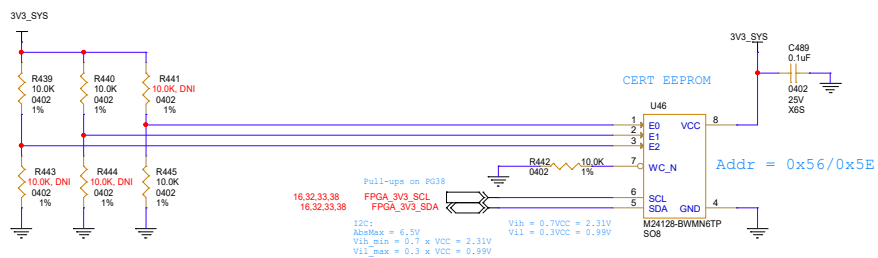 3V3_SYS
R439
10.0K
0402
1%
R440
10.0K
0402
1%
R441
10.0K, DNI
0402
1%
R443
10.0K, DNI
0402
1%
R444
10.0K, DNI
0402
1%
R445
10.0K
0402
1%
3V3_SYS
C489
0.1uF
0402
25V
X6S
CERT EEPROM
U46
1 E0 VCC 8
2 E1
3 E2
R442 10.0K 7 WC_N
0402 1%
Addr = 0x56/0x5E
Pull-ups on PG38
16,32,33,38 FPGA_3V3_SCL 6 SCL
16,32,33,38 FPGA_3V3_SDA 5 SDA GND 4
M24128-BWMN6TP
SO8
I2C: Vih = 0.7VCC = 2.31V
AbsMax = 6.5V Vil = 0.3VCC = 0.99V
Vih_min = 0.7 x VCC = 2.31V
Vil_max = 0.3 x VCC = 0.99V